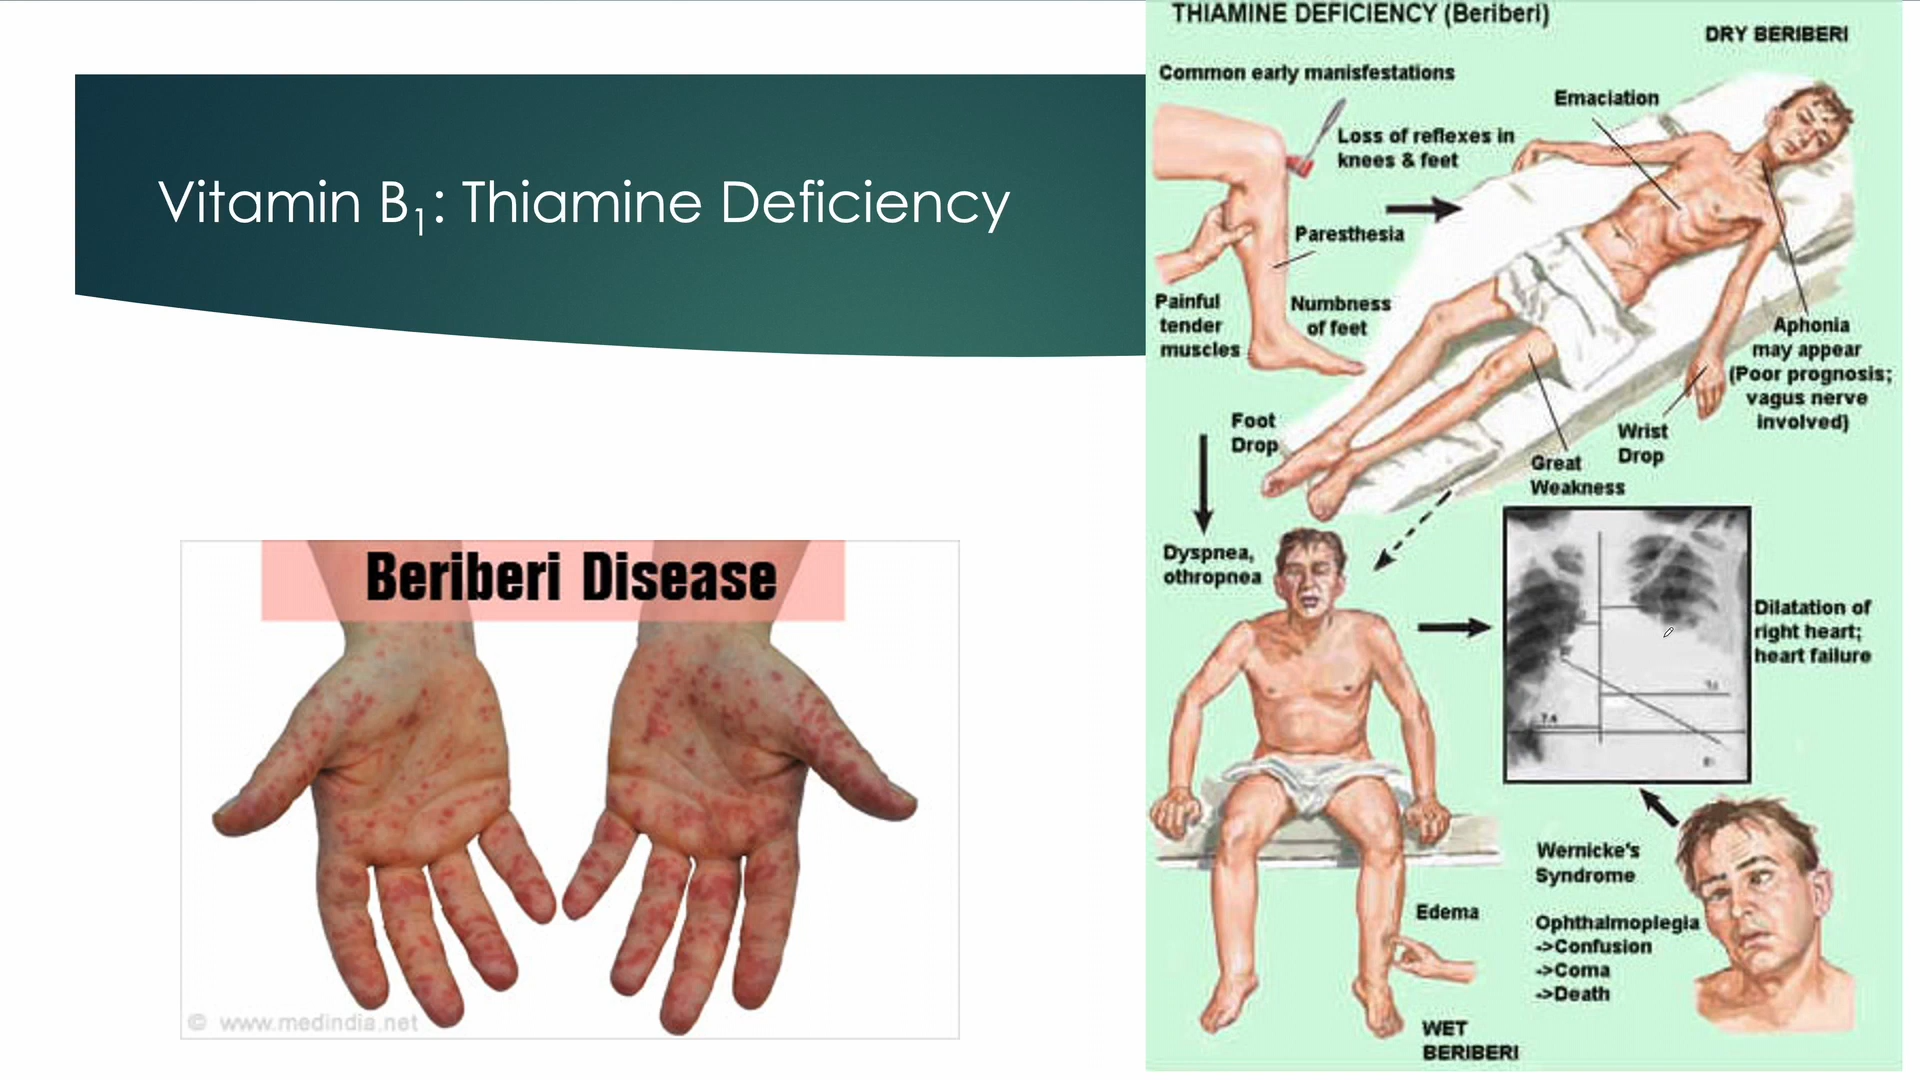 Vitamin B₁: Thiamine Deficiency
Beriberi Disease
© www.medindia.net
THIAMINE DEFICIENCY (Beriberi)
DRY BERIBERI
Common early manisfestations
Emaciation
Loss of reflexes in
knees & feet
Paresthesia
Painful
tender
muscles
Numbness
of feet
Aphonia
may appear
(Poor prognosis;
vagus nerve
involved)
Foot
Drop
Wrist
Drop
Great
Weakness
Dyspnea,
othropnea
Dilatation of
right heart;
heart failure
7.6
Wernicke's
Syndrome
Ophthalmoplegia
->Confusion
->Coma
->Death
Edema
WET
BERIBERI